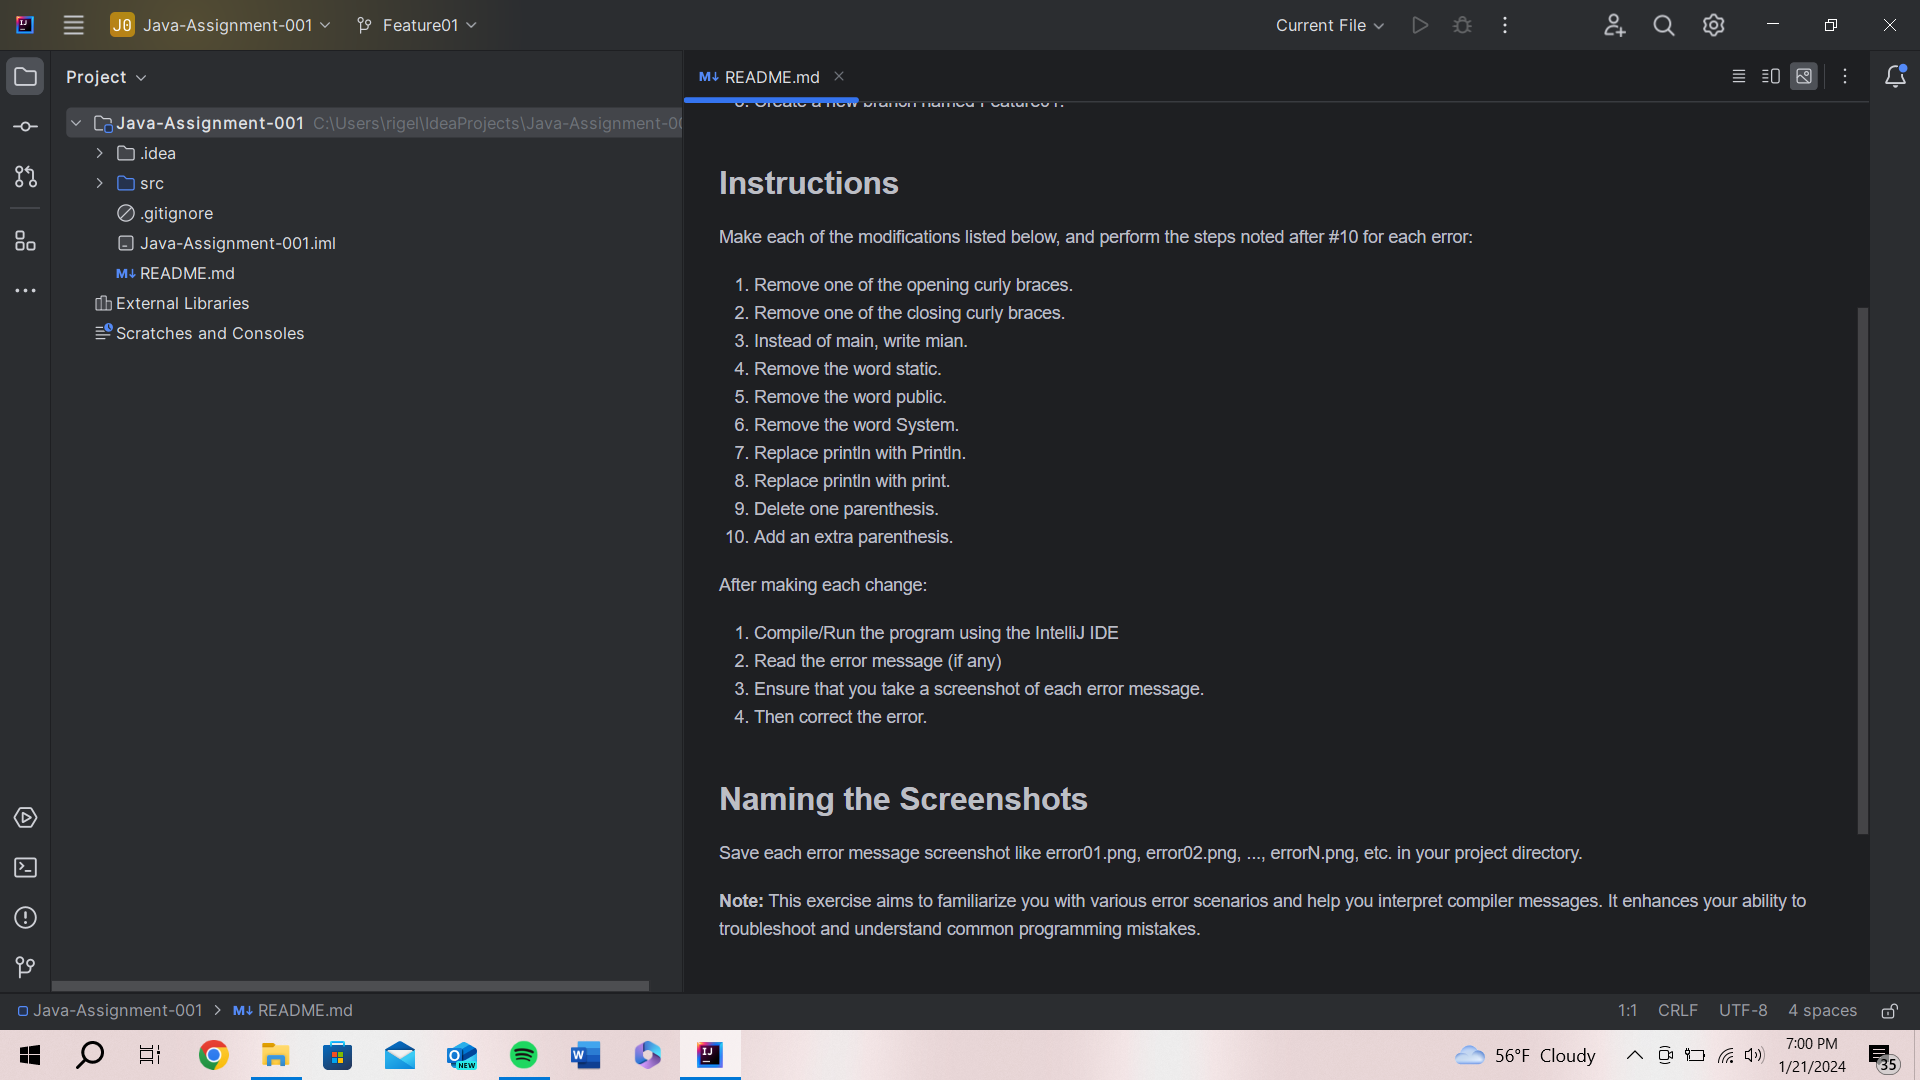 J0 Java-Assignment-001 Feature01 Current File
Project
README.md
Java-Assignment-001 C:\Users\rigel\IdeaProjects\Java-Assignment-00
.idea
src
.gitignore
Java-Assignment-001.iml
README.md
External Libraries
Scratches and Consoles
Create a new branch named Feature01.
Instructions
Make each of the modifications listed below, and perform the steps noted after #10 for each error:
1. Remove one of the opening curly braces.
2. Remove one of the closing curly braces.
3. Instead of main, write mian.
4. Remove the word static.
5. Remove the word public.
6. Remove the word System.
7. Replace println with Println.
8. Replace println with print.
9. Delete one parenthesis.
10. Add an extra parenthesis.
After making each change:
1. Compile/Run the program using the IntelliJ IDE
2. Read the error message (if any)
3. Ensure that you take a screenshot of each error message.
4. Then correct the error.
Naming the Screenshots
Save each error message screenshot like error01.png, error02.png, ..., errorN.png, etc. in your project directory.
Note: This exercise aims to familiarize you with various error scenarios and help you interpret compiler messages. It enhances your ability to
troubleshoot and understand common programming mistakes.
Java-Assignment-001 > M↓ README.md 1:1 CRLF UTF-8 4 spaces
56°F Cloudy
7:00 PM
1/21/2024
35